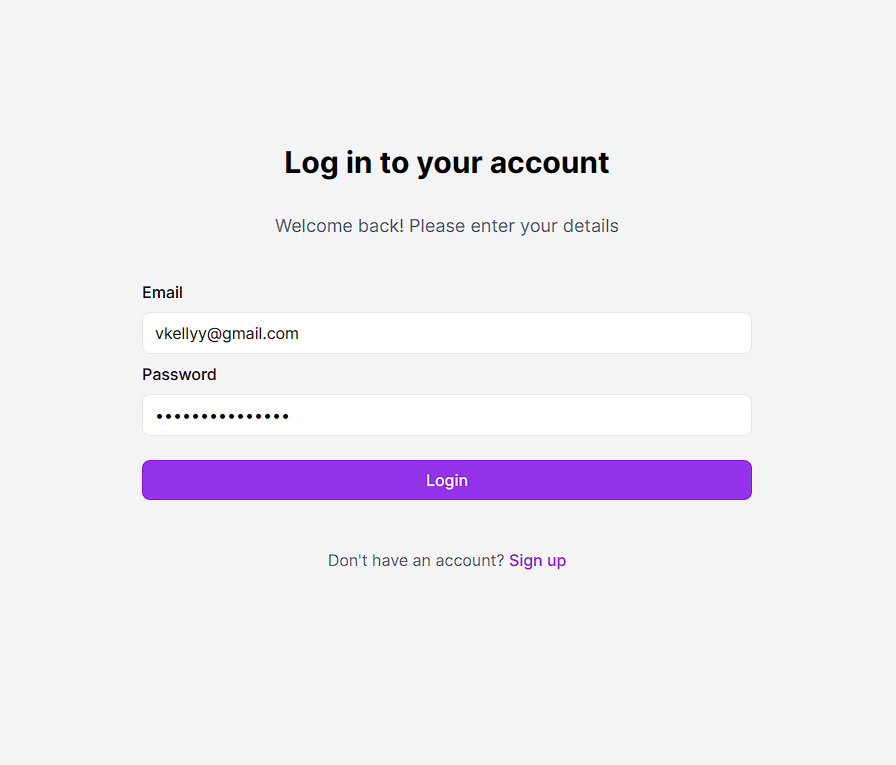 Log in to your account
Welcome back! Please enter your details
Email
vkellyy@gmail.com
Password
•••••••••••••••
Login
Don't have an account? Sign up